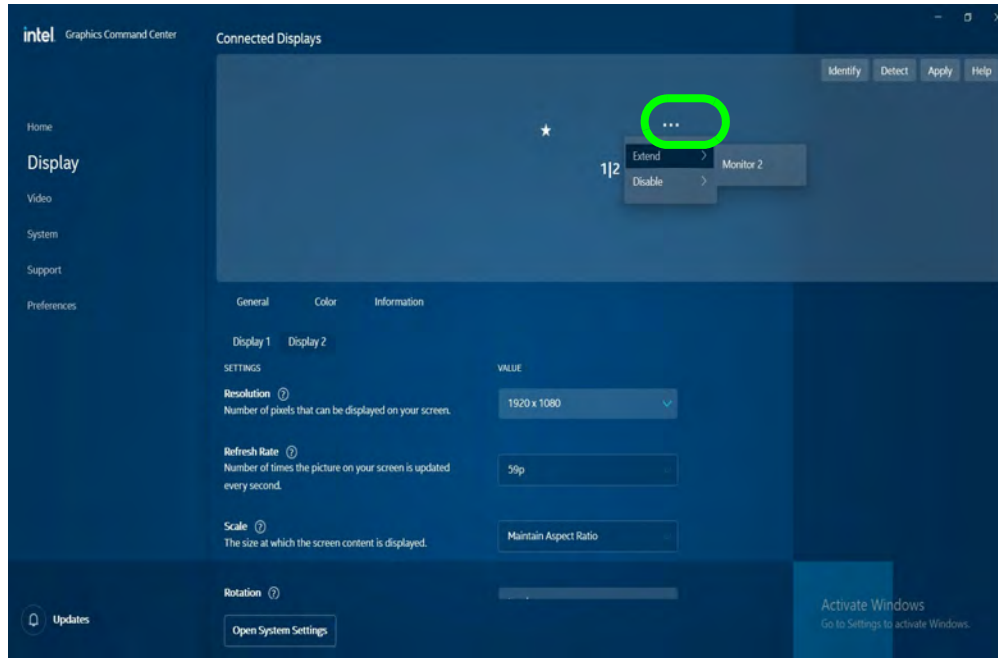 intel. Graphics Command Center
Connected Displays
Identify Detect Apply Help
Home
Display
Video
System
Support
Preferences
1|2
Extend
Monitor 2
Disable
General Color Information
Display 1 Display 2
SETTINGS VALUE
Resolution ?
Number of pixels that can be displayed on your screen.
1920 x 1080
Refresh Rate ?
Number of times the picture on your screen is updated
every second.
59p
Scale ?
The size at which the screen content is displayed.
Maintain Aspect Ratio
Rotation ?
Open System Settings
Updates
Activate Windows
Go to Settings to activate Windows.